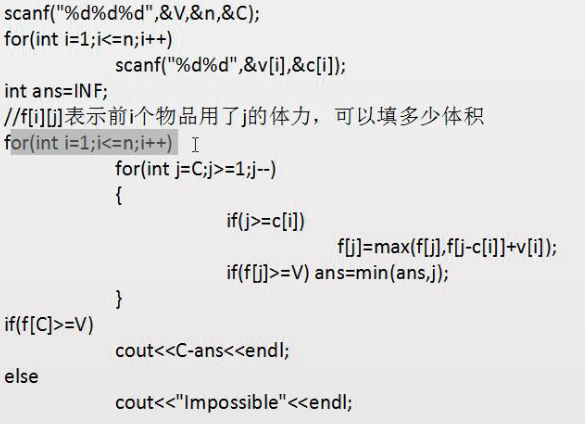 scanf("%d%d%d",&V,&n,&C);
for(int i=1;i<=n;i++)
scanf("%d%d",&v[i],&c[i]);
int ans=INF;
//f[i][j]表示前i个物品用了j的体力，可以填多少体积
for(int i=1;i<=n;i++)
for(int j=C;j>=1;j--)
{
if(j>=c[i])
f[j]=max(f[j],f[j-c[i]]+v[i]);
if(f[j]>=V) ans=min(ans,j);
}
if(f[C]>=V)
cout<<C-ans<<endl;
else
cout<<"Impossible"<<endl;